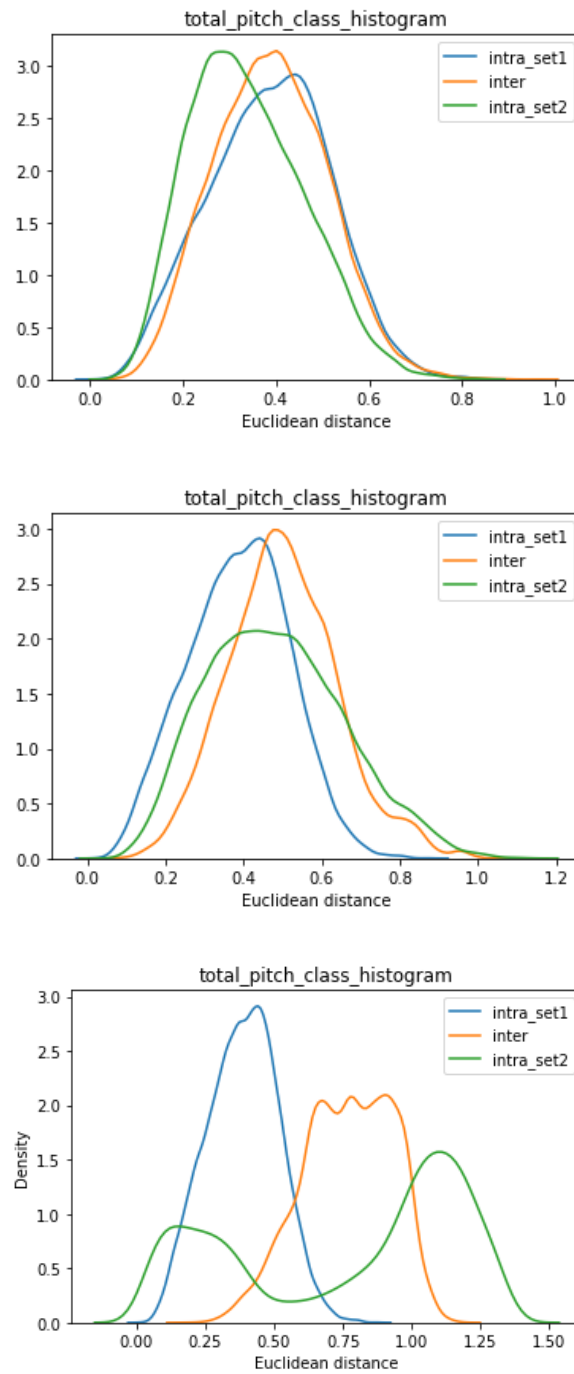 total_pitch_class_histogram
3.0
2.5
2.0
1.5
1.0
0.5
0.0
intra_set1
inter
intra_set2
0.0 0.2 0.4 0.6 0.8 1.0
Euclidean distance
total_pitch_class_histogram
3.0
2.5
2.0
1.5
1.0
0.5
0.0
intra_set1
inter
intra_set2
0.0 0.2 0.4 0.6 0.8 1.0 1.2
Euclidean distance
total_pitch_class_histogram
Density
3.0
2.5
2.0
1.5
1.0
0.5
0.0
intra_set1
inter
intra_set2
0.00 0.25 0.50 0.75 1.00 1.25 1.50
Euclidean distance